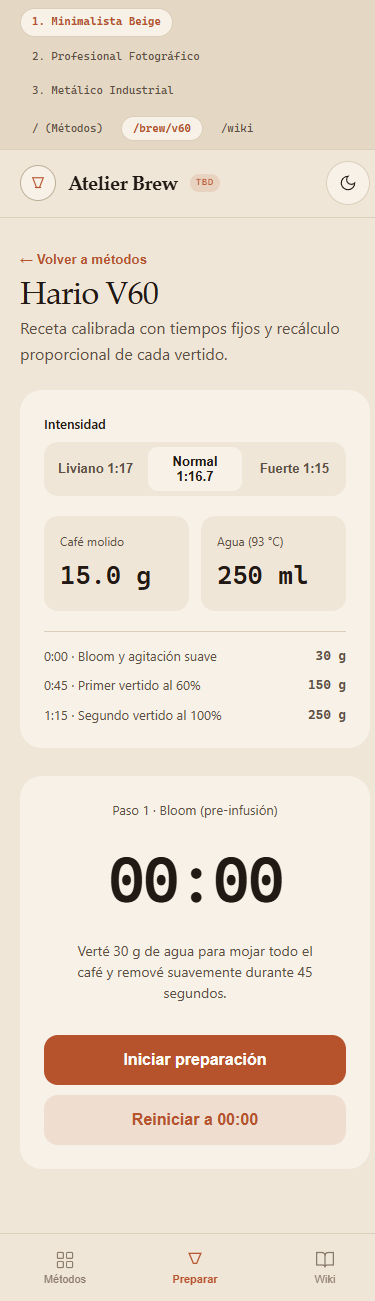 1. Minimalista Beige
2. Profesional Fotográfico
3. Metálico Industrial
/ (Métodos) /brew/v60 /wiki
Atelier Brew TBD
← Volver a métodos
Hario V60
Receta calibrada con tiempos fijos y recálculo
proporcional de cada vertido.
Intensidad
Liviano 1:17
Normal
1:16.7
Fuerte 1:15
Café molido
15.0 g
Agua (93 °C)
250 ml
0:00 · Bloom y agitación suave 30 g
0:45 · Primer vertido al 60% 150 g
1:15 · Segundo vertido al 100% 250 g
Paso 1 · Bloom (pre-infusión)
00:00
Verté 30 g de agua para mojar todo el
café y remové suavemente durante 45
segundos.
Iniciar preparación
Reiniciar a 00:00
Métodos Preparar Wiki